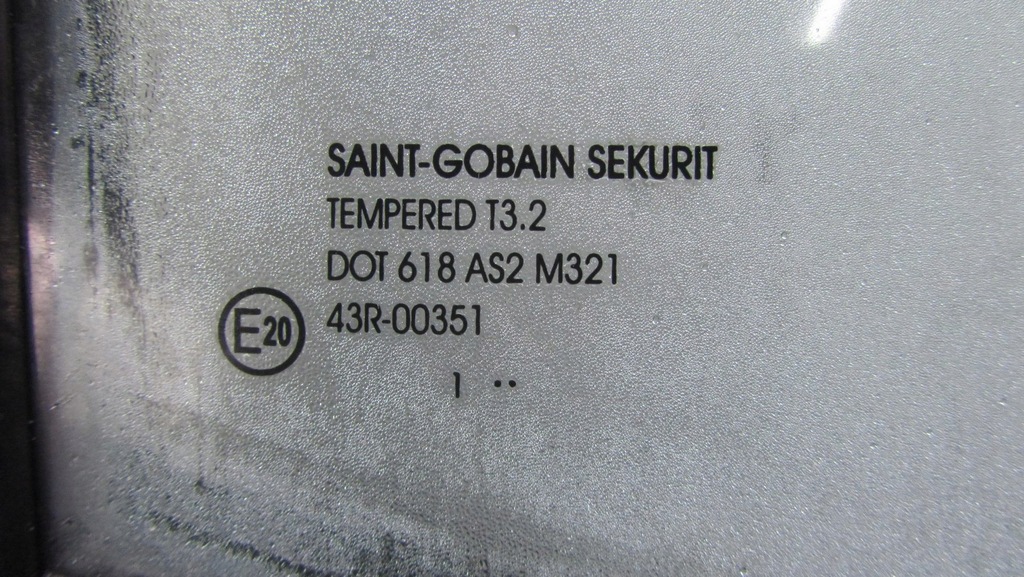 SAINT-GOBAIN SEKURIT
TEMPERED T3.2
DOT 618 AS2 M321
E20 43R-00351
1 ..